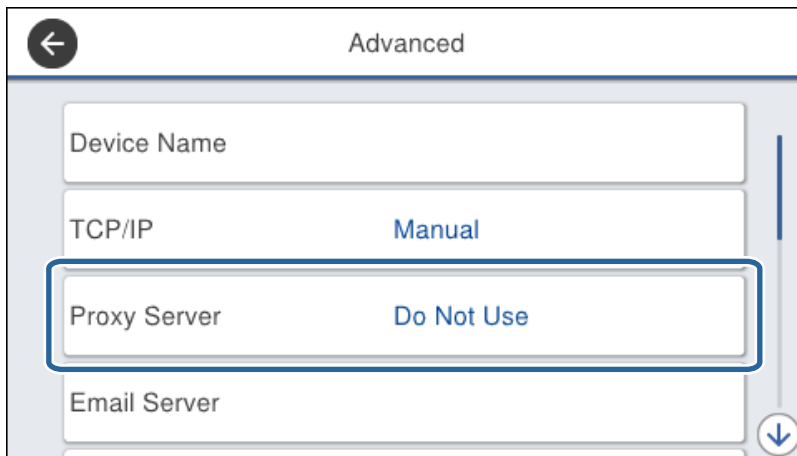 Advanced
Device Name
TCP/IP Manual
Proxy Server Do Not Use
Email Server